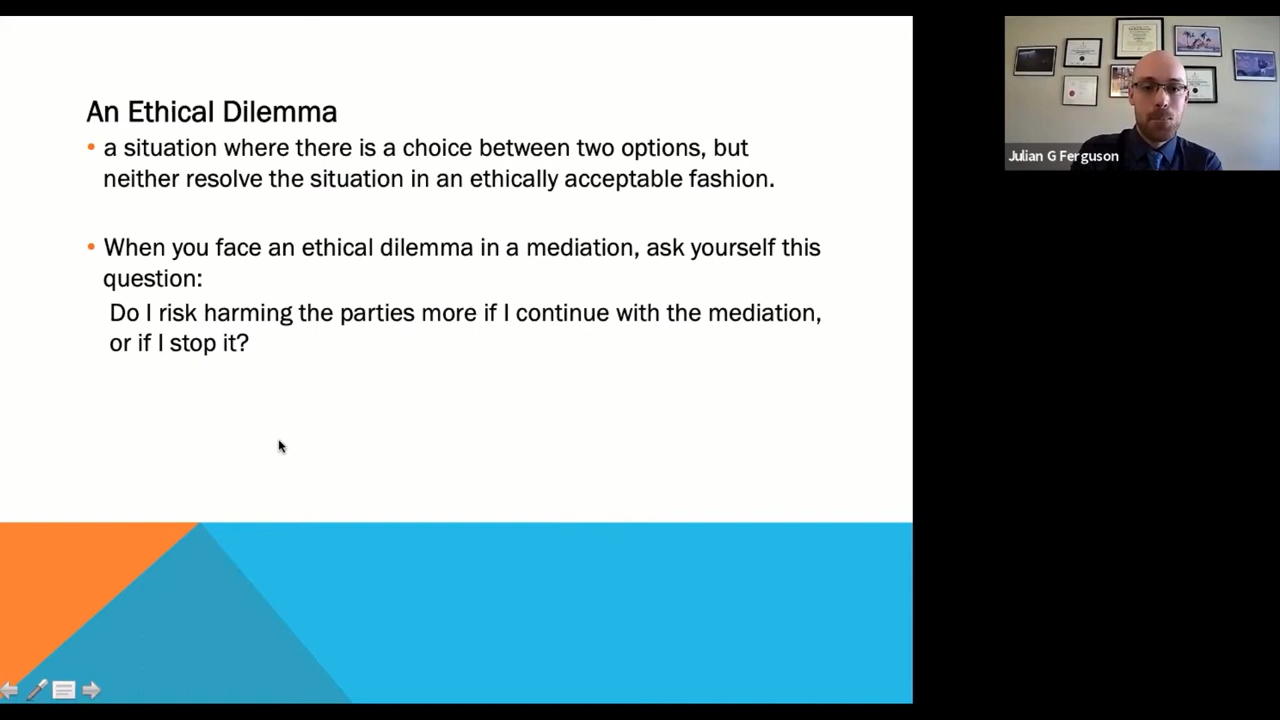 An Ethical Dilemma
• a situation where there is a choice between two options, but
neither resolve the situation in an ethically acceptable fashion.
• When you face an ethical dilemma in a mediation, ask yourself this
question:
Do I risk harming the parties more if I continue with the mediation,
or if I stop it?
Julian G Ferguson